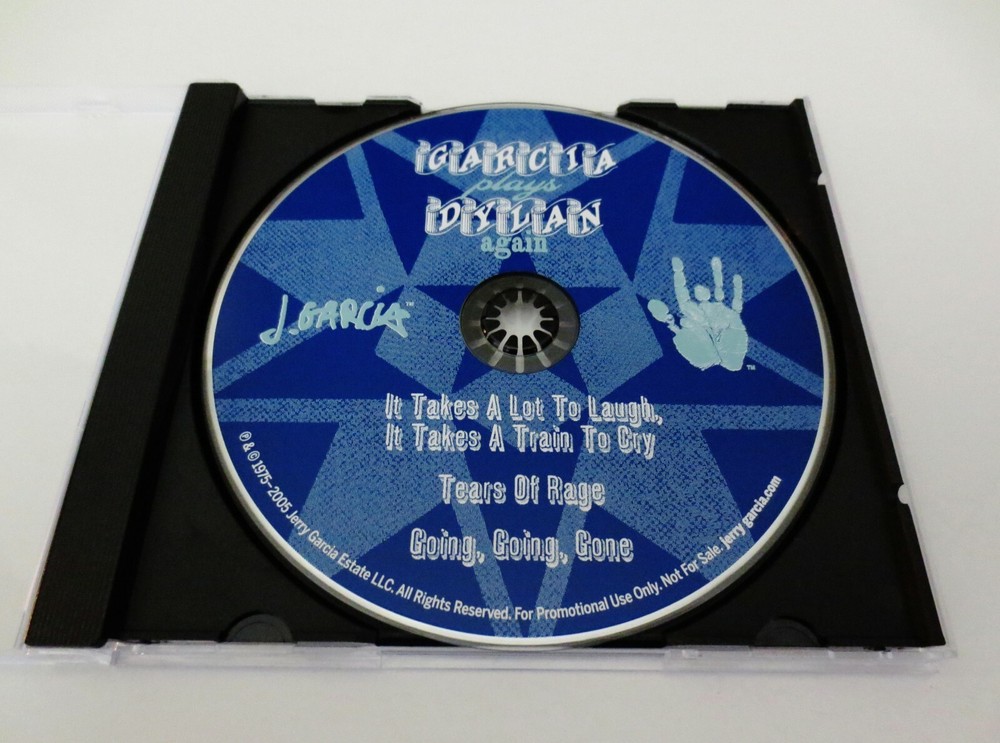 GARCIA
plays
DYLAN
again
J. GARCIA™
™
It Takes A Lot To Laugh,
It Takes A Train To Cry
Tears Of Rage
Going, Going, Gone
℗ & © 1975–2005 Jerry Garcia Estate LLC. All Rights Reserved. For Promotional Use Only. Not For Sale. jerry garcia.com